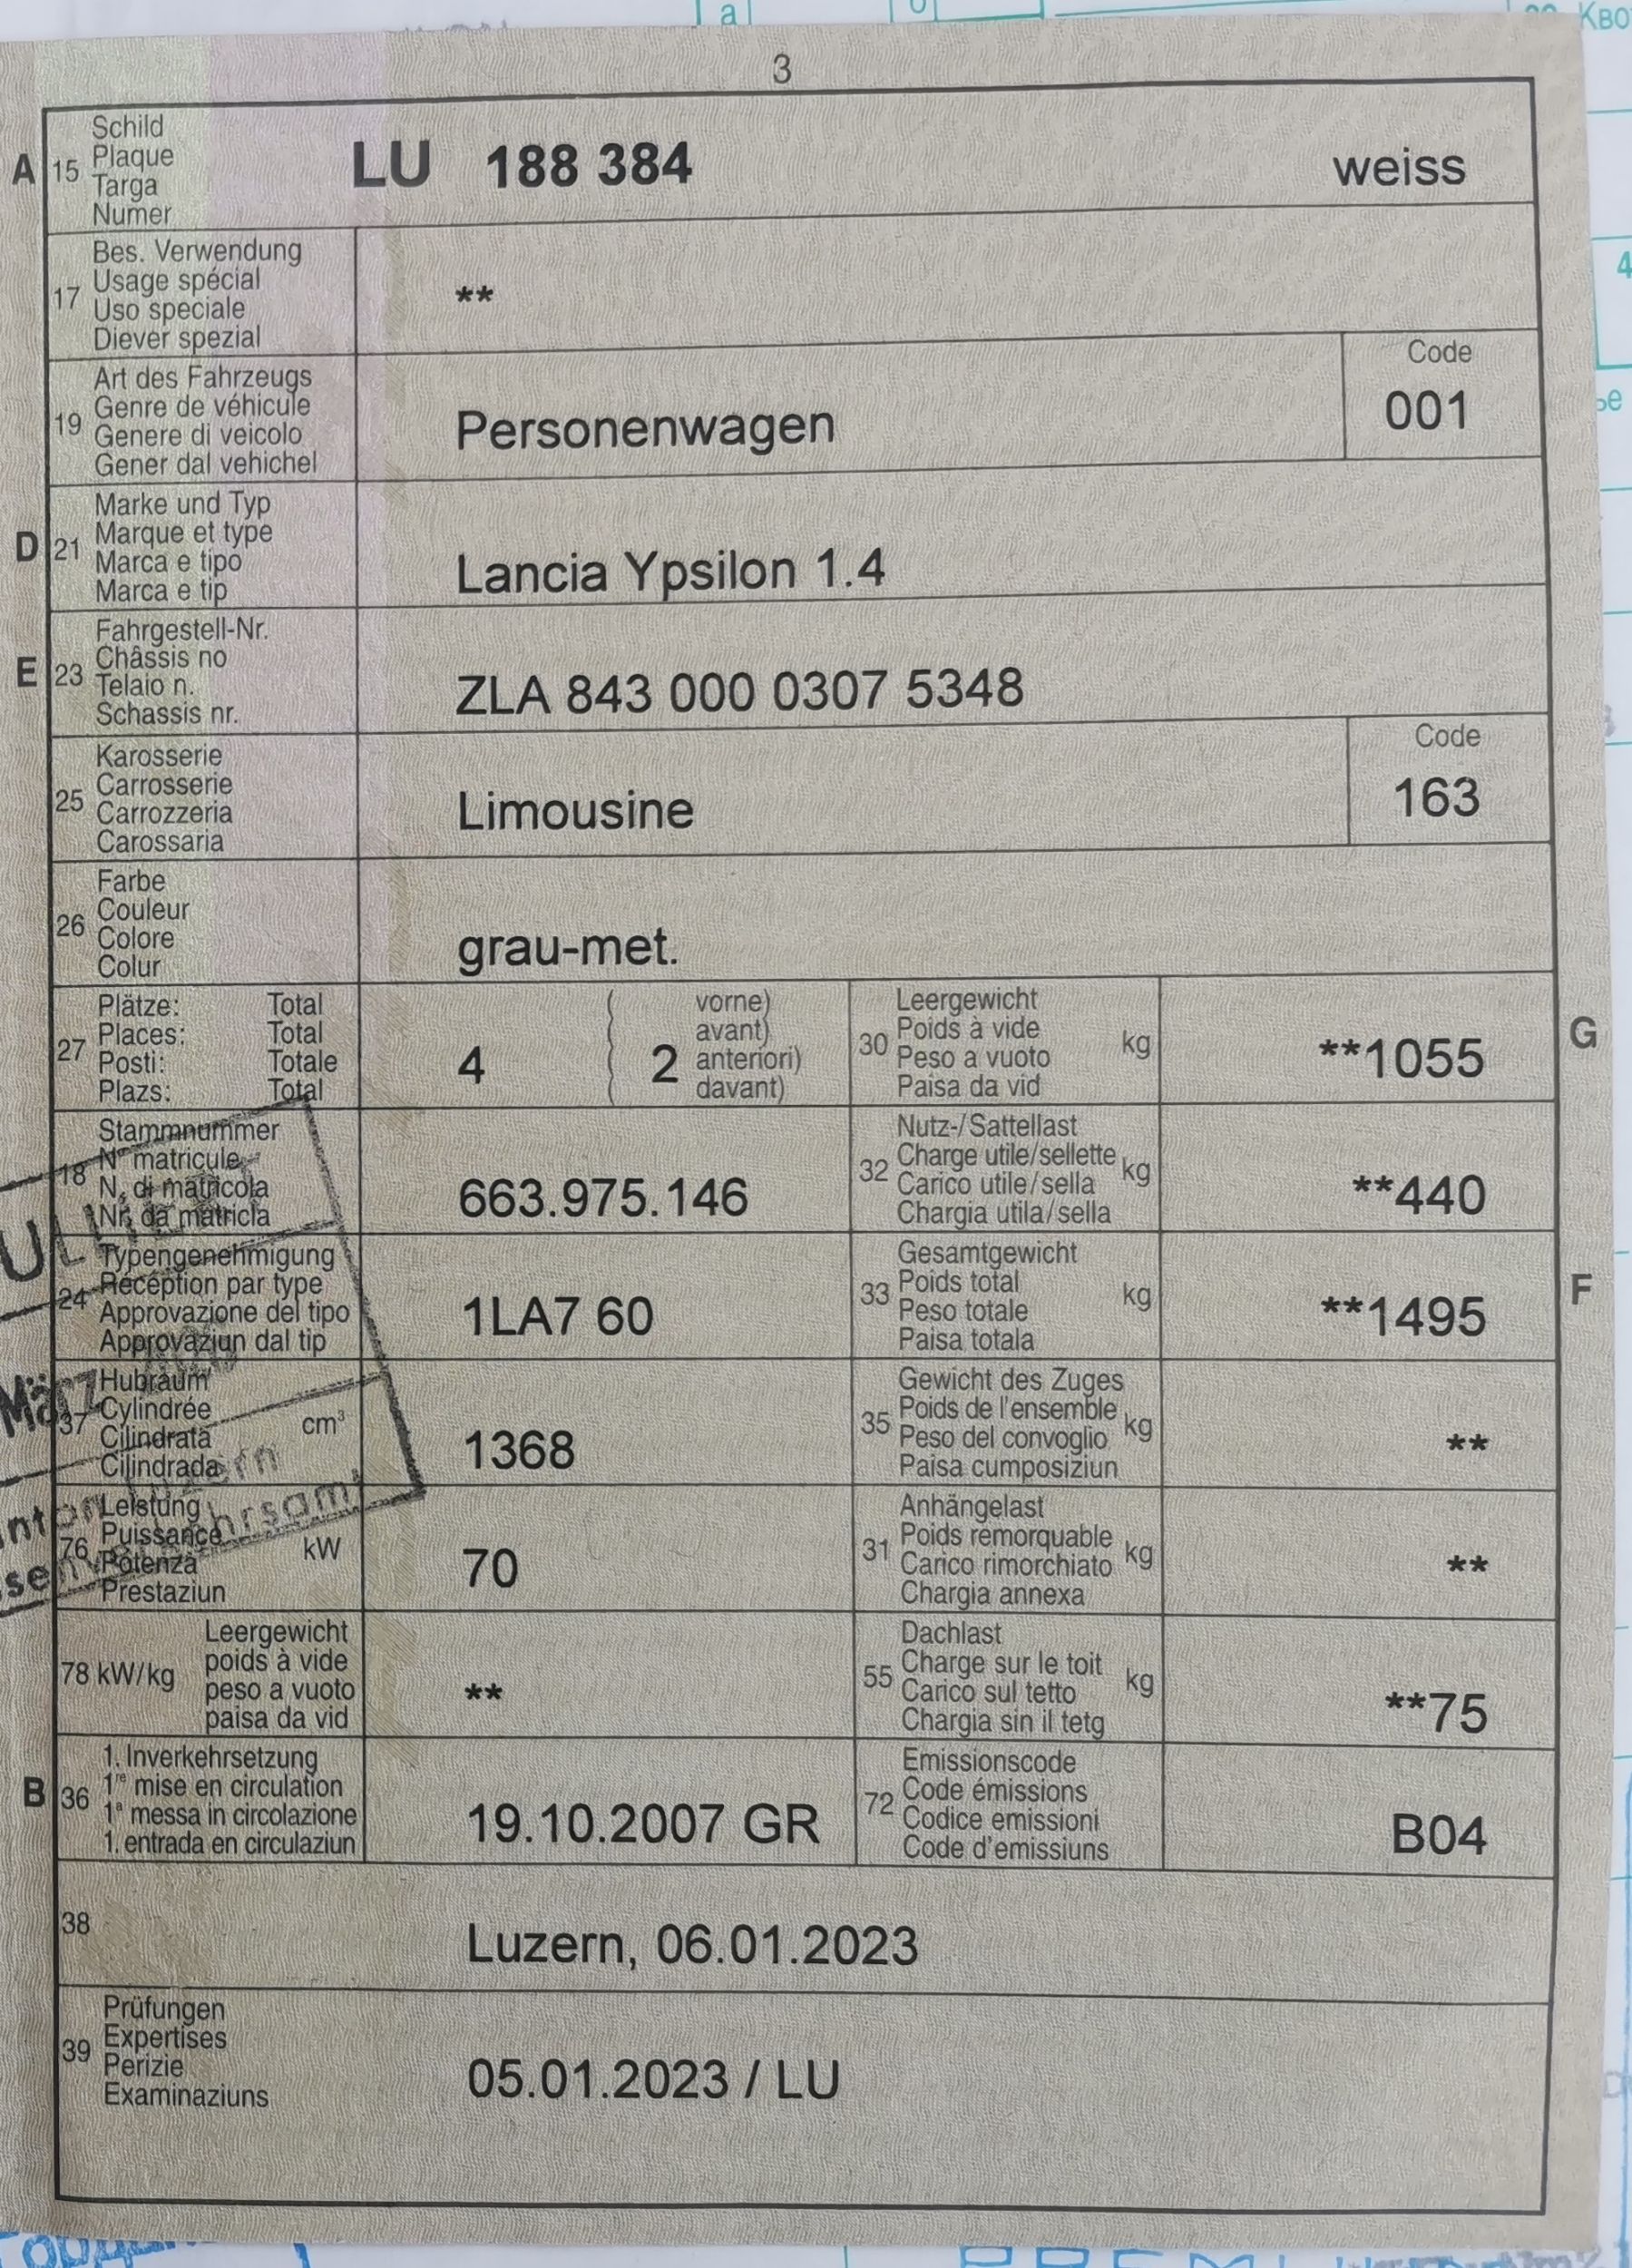 3
A 15 Schild
Plaque
Targa
Numer
LU 188 384 weiss
17 Bes. Verwendung
Usage spécial
Uso speciale
Diever spezial
**
19 Art des Fahrzeugs
Genre de véhicule
Genere di veicolo
Gener dal vehichel
Personenwagen
Code
001
D 21 Marke und Typ
Marque et type
Marca e tipo
Marca e tip
Lancia Ypsilon 1.4
E 23 Fahrgestell-Nr.
Châssis no
Telaio n.
Schassis nr.
ZLA 843 000 0307 5348
25 Karosserie
Carrosserie
Carrozzeria
Carossaria
Limousine
Code
163
26 Farbe
Couleur
Colore
Colur
grau-met.
27 Plätze: Total
Places: Total
Posti: Totale
Plazs: Total
4
2
vorne)
avant)
anteriori)
davant)
30 Leergewicht
Poids à vide
Peso a vuoto
Paisa da vid
kg
**1055
G
18 Stammnummer
N° matricule
N. di matricola
Nr. da matricla
663.975.146
32 Nutz-/Sattellast
Charge utile/sellette
Carico utile/sella
Chargia utila/sella
kg
**440
24 Typengenehmigung
Réception par type
Approvazione del tipo
Approvaziun dal tip
1LA7 60
33 Gesamtgewicht
Poids total
Peso totale
Paisa totala
kg
**1495
F
März
37 Hubraum
Cylindrée
Cilindrata
Cilindrada
cm³
1368
35 Gewicht des Zuges
Poids de l'ensemble
Peso del convoglio
Paisa cumposiziun
kg
**
76 Leistung
Puissance
Potenza
Prestaziun
kW
70
31 Anhängelast
Poids remorquable
Carico rimorchiato
Chargia annexa
kg
**
78 kW/kg
Leergewicht
poids à vide
peso a vuoto
paisa da vid
**
55 Dachlast
Charge sur le toit
Carico sul tetto
Chargia sin il tetg
kg
**75
B 36 1. Inverkehrsetzung
1re mise en circulation
1a messa in circolazione
1. entrada en circulaziun
19.10.2007 GR
72 Emissionscode
Code émissions
Codice emissioni
Code d'emissiuns
B04
38
Luzern, 06.01.2023
39 Prüfungen
Expertises
Perizie
Examinaziuns
05.01.2023 / LU